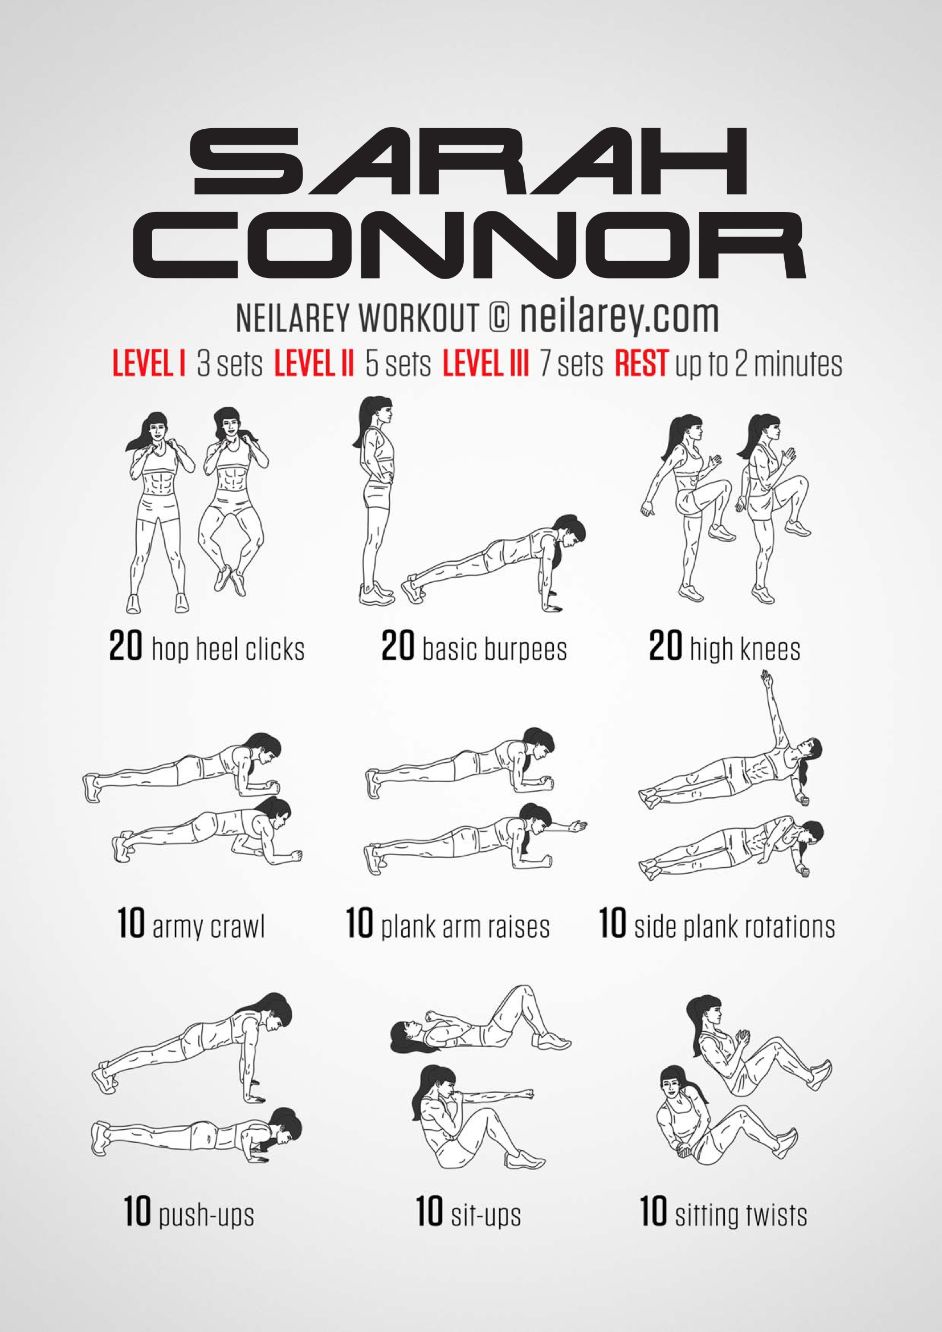 SARAH
CONNOR
NEILAREY WORKOUT © neilarey.com
LEVEL I 3 sets LEVEL II 5 sets LEVEL III 7 sets REST up to 2 minutes
20 hop heel clicks
20 basic burpees
20 high knees
10 army crawl
10 plank arm raises
10 side plank rotations
10 push-ups
10 sit-ups
10 sitting twists